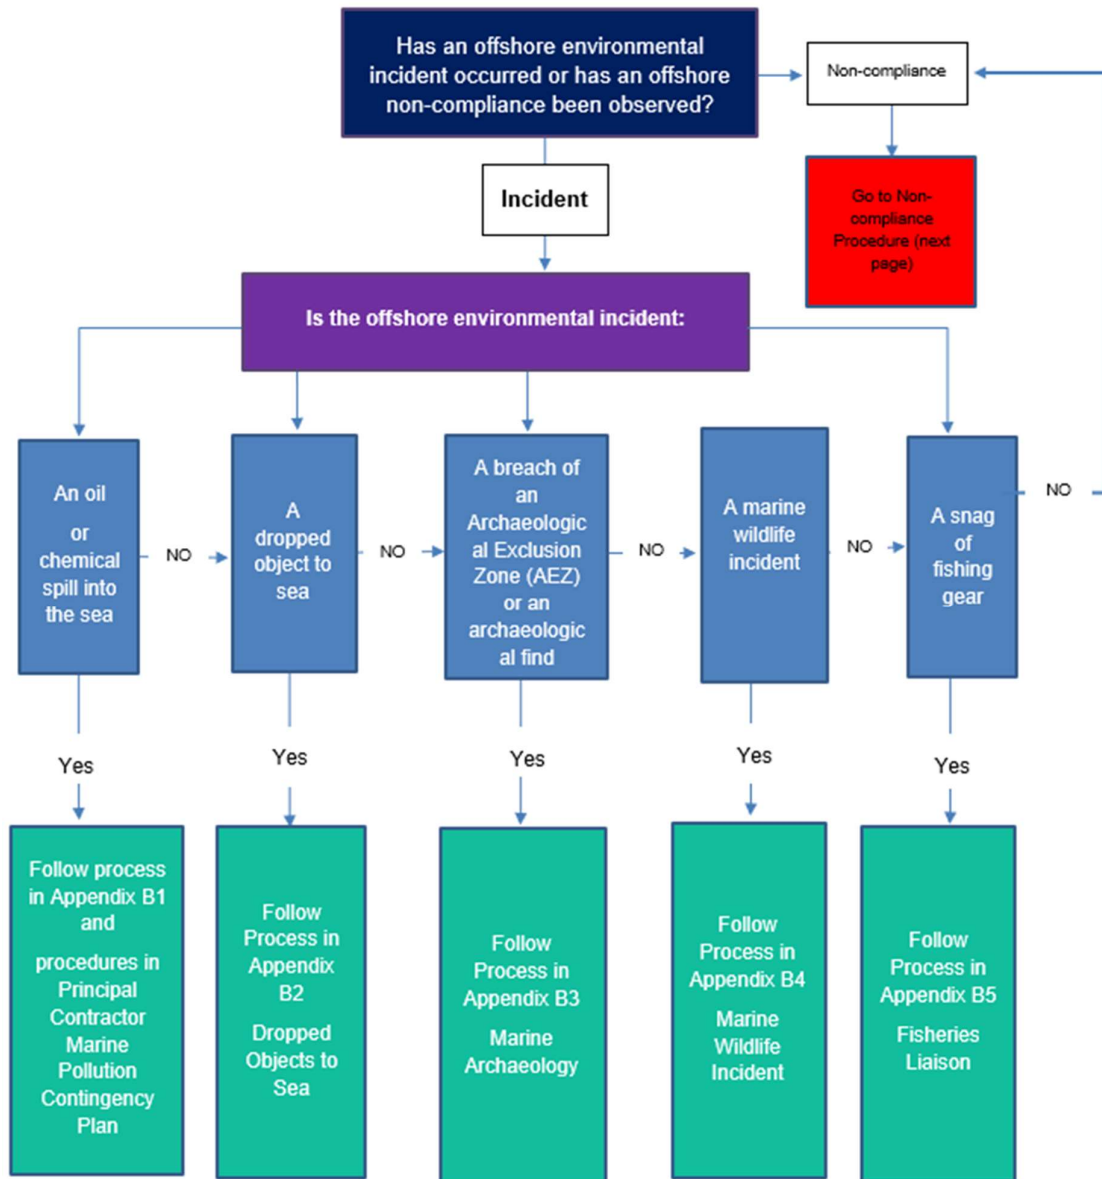 Has an offshore environmental
incident occurred or has an offshore
non-compliance been observed?
Non-compliance
Incident
Go to Non-
compliance
Procedure (next
page)
Is the offshore environmental incident:
An oil
or
chemical
spill into
the sea
NO
A
dropped
object to
sea
NO
A breach of
an
Archaeologic
al Exclusion
Zone (AEZ)
or an
archaeologic
al find
NO
A marine
wildlife
incident
NO
A snag
of
fishing
gear
NO
Yes
Yes
Yes
Yes
Yes
Follow process
in Appendix B1
and
procedures in
Principal
Contractor
Marine
Pollution
Contingency
Plan
Follow
Process in
Appendix
B2
Dropped
Objects to
Sea
Follow
Process in
Appendix B3
Marine
Archaeology
Follow
Process in
Appendix B4
Marine
Wildlife
Incident
Follow
Process in
Appendix B5
Fisheries
Liaison